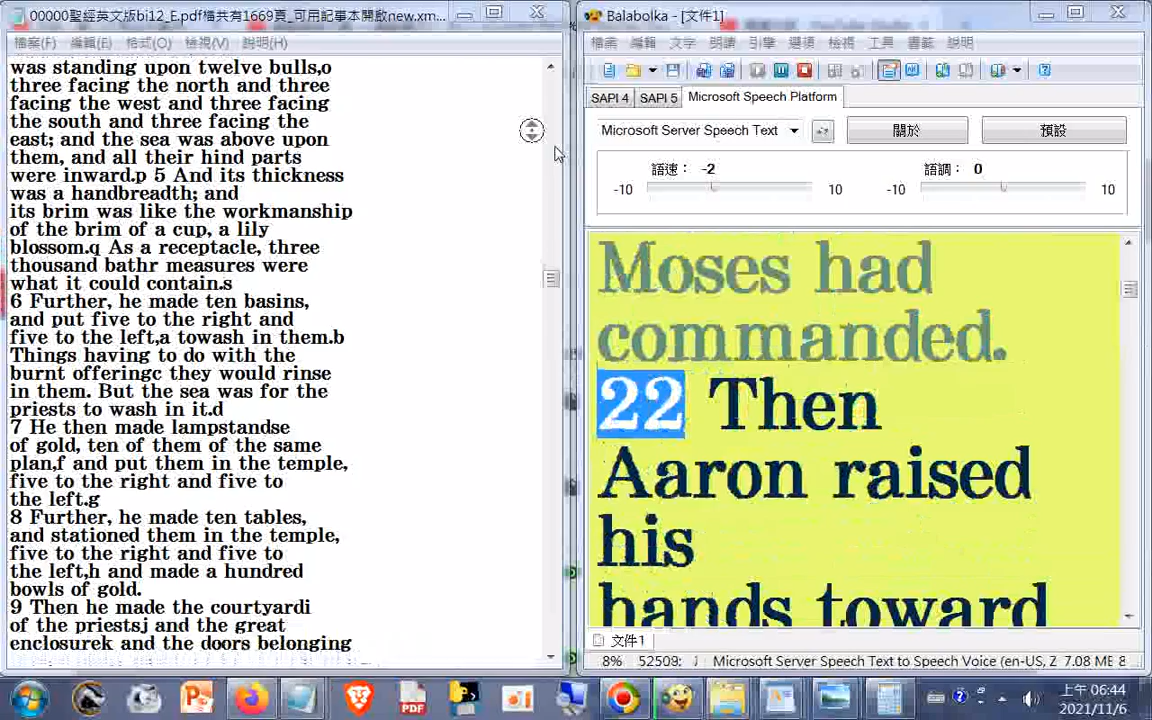 00000聖經英文版bi12_E.pdf檔共有1669頁_可用記事本開啟new.xm...
檔案(F) 編輯(E) 格式(O) 檢視(V) 說明(H)
was standing upon twelve bulls,o
three facing the north and three
facing the west and three facing
the south and three facing the
east; and the sea was above upon
them, and all their hind parts
were inward.p 5 And its thickness
was a handbreadth; and
its brim was like the workmanship
of the brim of a cup, a lily
blossom.q As a receptacle, three
thousand bathr measures were
what it could contain.s
6 Further, he made ten basins,
and put five to the right and
five to the left,a towash in them.b
Things having to do with the
burnt offeringc they would rinse
in them. But the sea was for the
priests to wash in it.d
7 He then made lampstandse
of gold, ten of them of the same
plan,f and put them in the temple,
five to the right and five to
the left.g
8 Further, he made ten tables,
and stationed them in the temple,
five to the right and five to
the left,h and made a hundred
bowls of gold.
9 Then he made the courtyardi
of the priestsj and the great
enclosurek and the doors belonging
Balabolka - [文件1]
檔案 編輯 文字 朗讀 引擎 選項 檢視 工具 書籤 說明
SAPI 4 SAPI 5 Microsoft Speech Platform
Microsoft Server Speech Text 關於 預設
語速: -2 語調: 0
-10 10 -10 10
Moses had
commanded.
22 Then
Aaron raised
his
hands toward
文件1
8% 52509: Microsoft Server Speech Text to Speech Voice (en-US, Z 7.08 MB 8
PDF
上午 06:44
2021/11/6